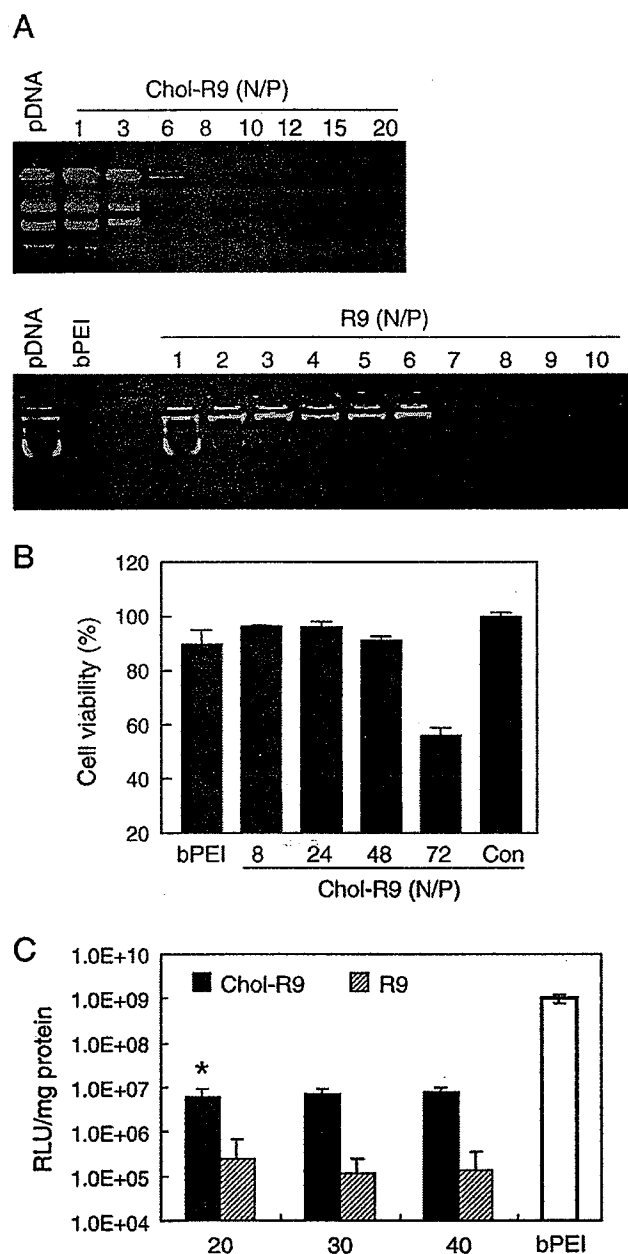 A
pDNA
Chol-R9 (N/P)
1 3 6 8 10 12 15 20
pDNA
bPEI
R9 (N/P)
1 2 3 4 5 6 7 8 9 10
B
Cell viability (%)
120
100
80
60
40
20
bPEI 8 24 48 72 Con
Chol-R9 (N/P)
C
RLU/mg protein
1.0E+10
1.0E+09
1.0E+08
1.0E+07
1.0E+06
1.0E+05
1.0E+04
Chol-R9 R9
*
20 30 40 bPEI